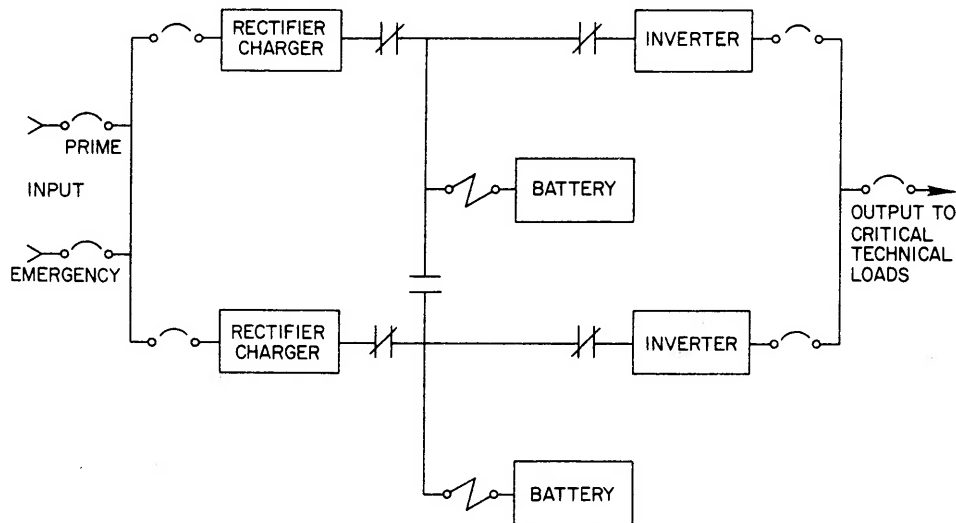 RECTIFIER
CHARGER
INVERTER
PRIME
INPUT
BATTERY
OUTPUT TO
CRITICAL
TECHNICAL
LOADS
EMERGENCY
RECTIFIER
CHARGER
INVERTER
BATTERY